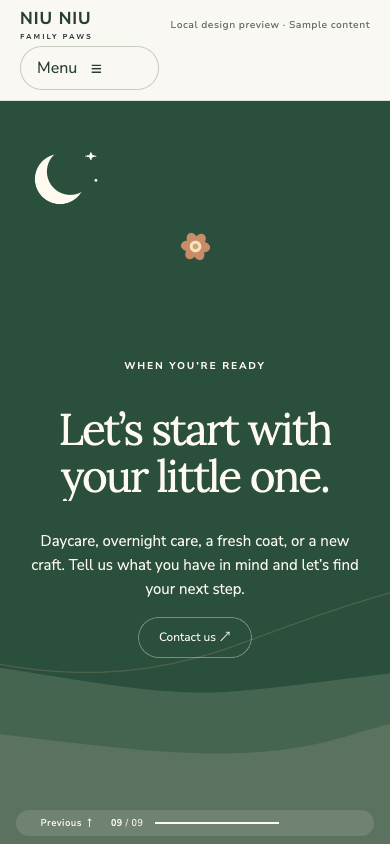 NIU NIU
FAMILY PAWS
Local design preview · Sample content
Menu ≡
WHEN YOU'RE READY
Let’s start with
your little one.
Daycare, overnight care, a fresh coat, or a new
craft. Tell us what you have in mind and let’s find
your next step.
Contact us ↗
Previous ↑ 09 / 09